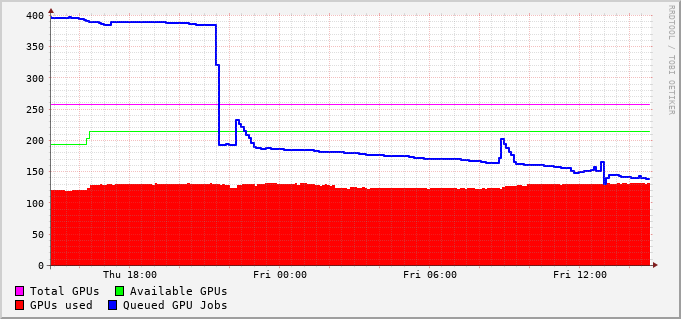 400
350
300
250
200
150
100
50
0
Thu 18:00 Fri 00:00 Fri 06:00 Fri 12:00
Total GPUs Available GPUs
GPUs used Queued GPU Jobs
RRDTOOL / TOBI OETIKER